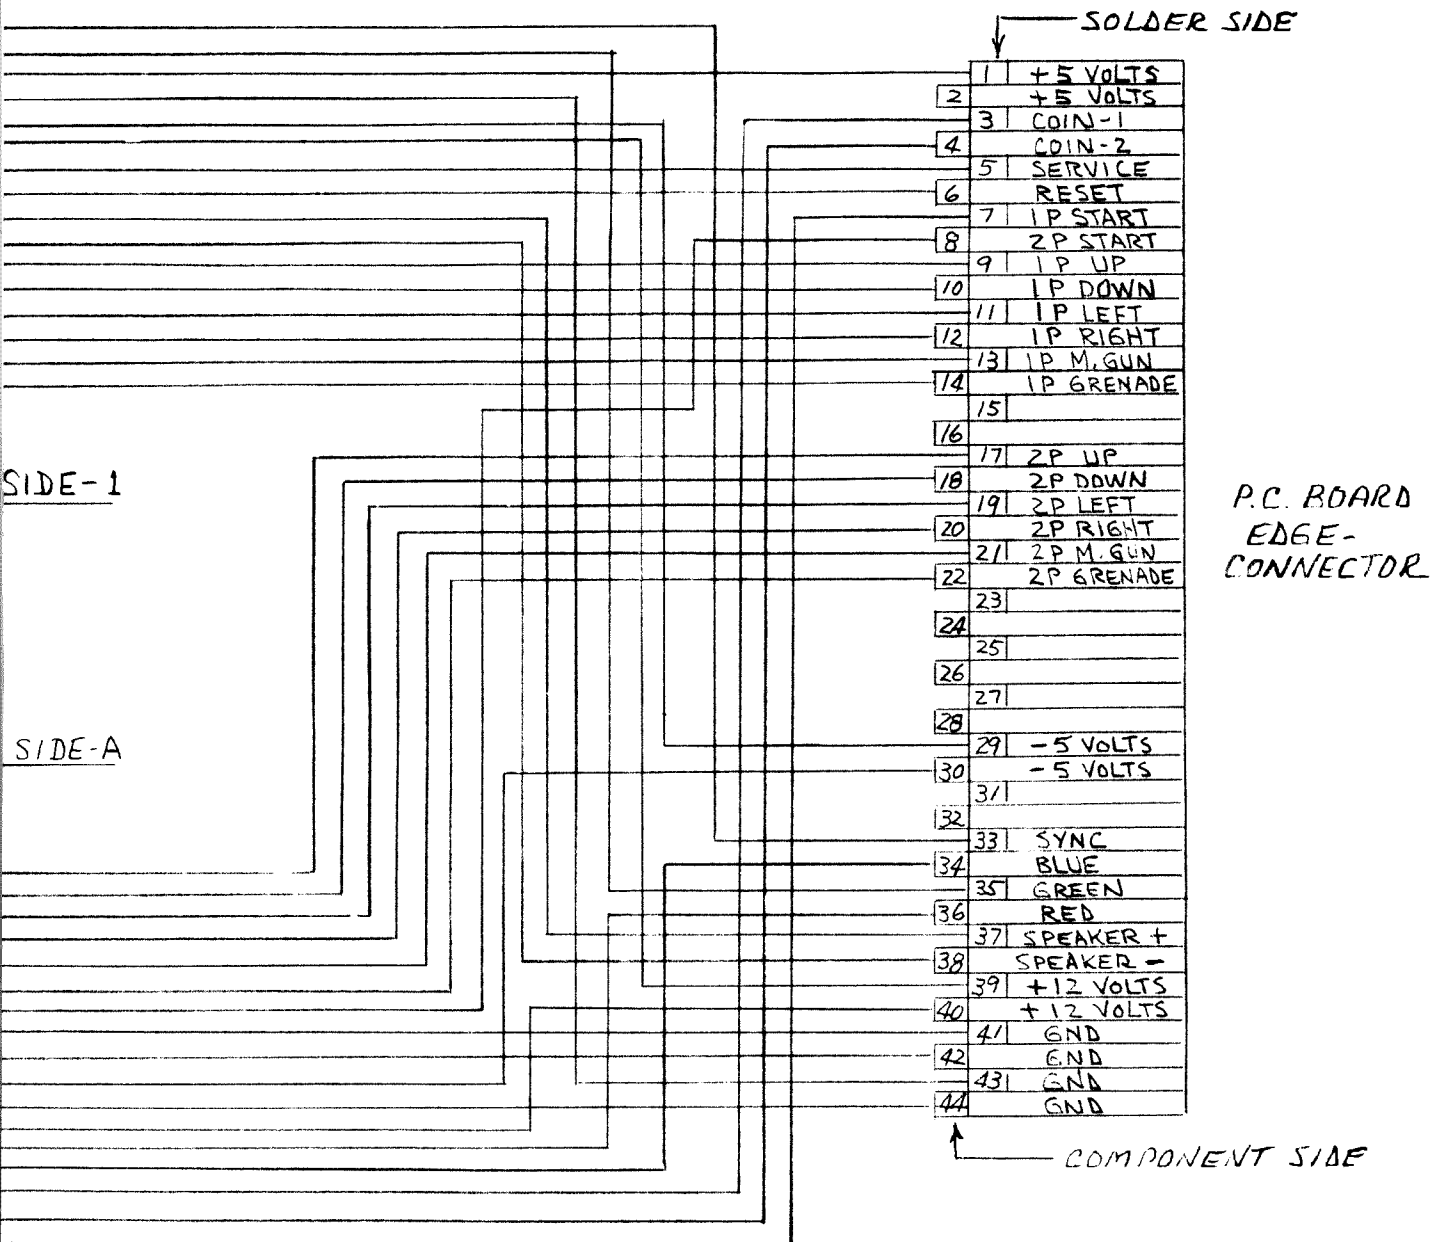 SOLDER SIDE
1 +5 VOLTS
2 +5 VOLTS
3 COIN-1
4 COIN-2
5 SERVICE
6 RESET
7 1P START
8 2P START
9 1P UP
10 1P DOWN
11 1P LEFT
12 1P RIGHT
13 1P M.GUN
14 1P GRENADE
15
16
17 2P UP
18 2P DOWN
19 2P LEFT
20 2P RIGHT
21 2P M.GUN
22 2P GRENADE
23
24
25
26
27
28
29 -5 VOLTS
30 -5 VOLTS
31
32
33 SYNC
34 BLUE
35 GREEN
36 RED
37 SPEAKER +
38 SPEAKER -
39 +12 VOLTS
40 +12 VOLTS
41 GND
42 GND
43 GND
44 GND
COMPONENT SIDE
SIDE-1
SIDE-A
P.C. BOARD
EDGE-
CONNECTOR